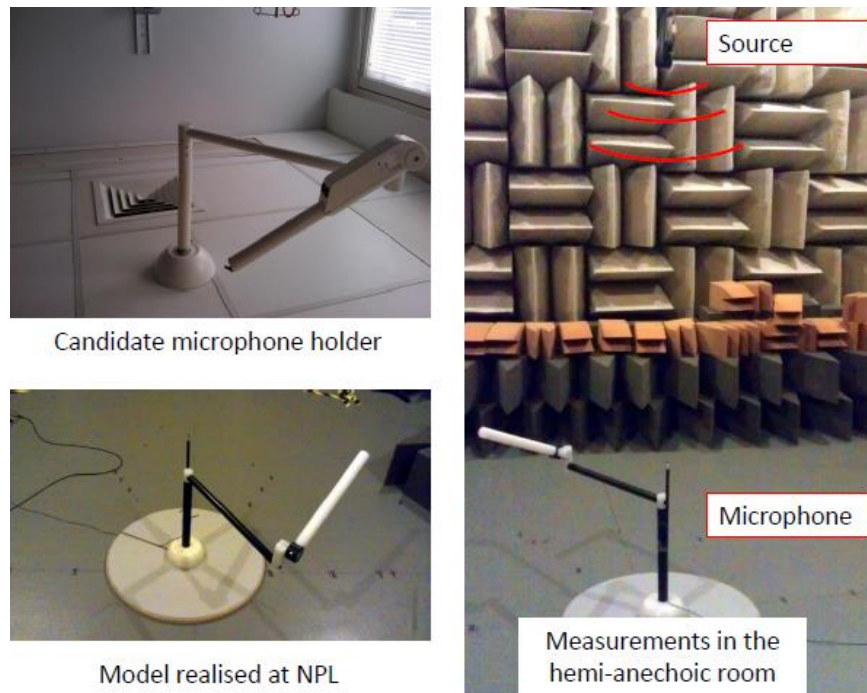 Candidate microphone holder
Model realised at NPL
Source
Microphone
Measurements in the
hemi-anechoic room